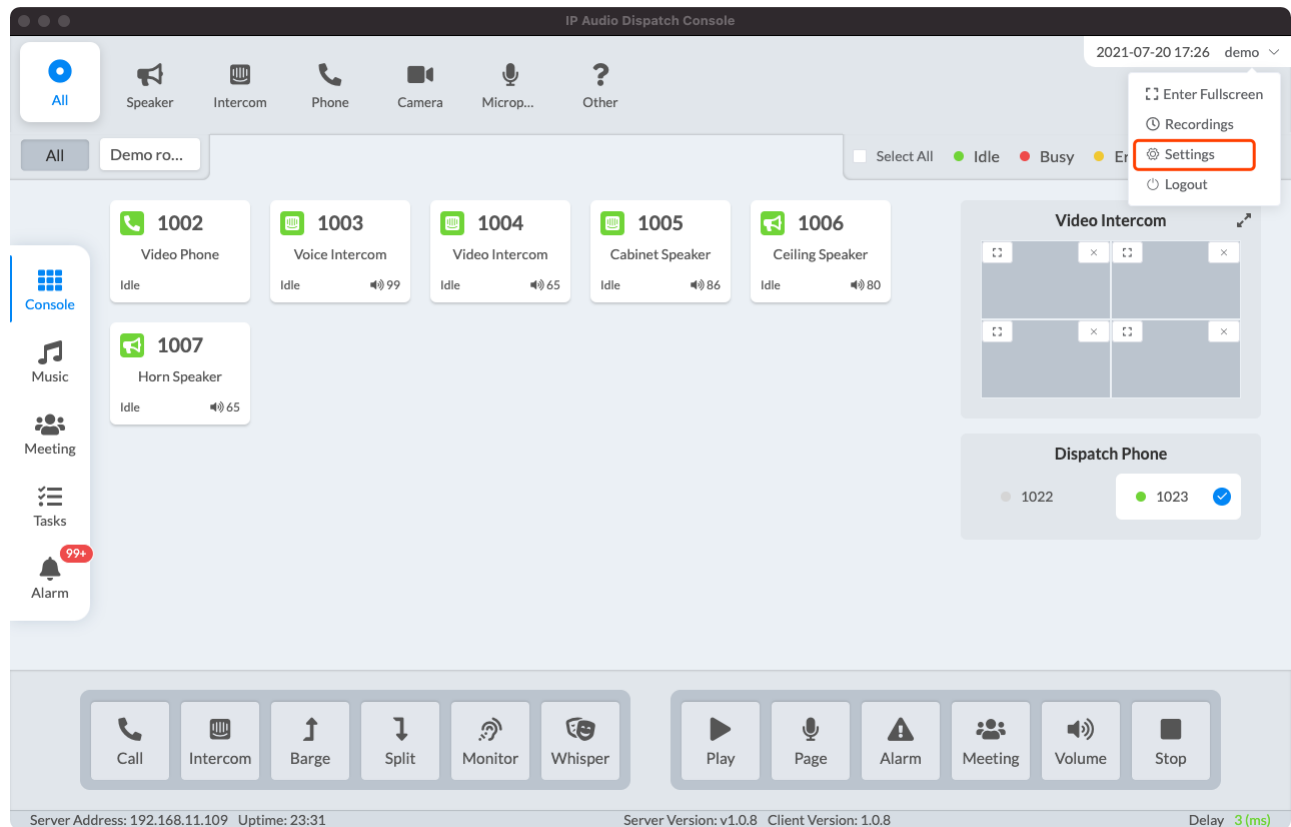 IP Audio Dispatch Console
2021-07-20 17:26 demo
All
Speaker
Intercom
Phone
Camera
Microp...
Other
Enter Fullscreen
Recordings
Settings
Logout
All
Demo ro...
Select All
Idle
Busy
Er
1002
Video Phone
Idle
1003
Voice Intercom
Idle
99
1004
Video Intercom
Idle
65
1005
Cabinet Speaker
Idle
86
1006
Ceiling Speaker
Idle
80
1007
Horn Speaker
Idle
65
Console
Music
Meeting
Tasks
99+
Alarm
Video Intercom
Dispatch Phone
1022
1023
Call
Intercom
Barge
Split
Monitor
Whisper
Play
Page
Alarm
Meeting
Volume
Stop
Server Address: 192.168.11.109 Uptime: 23:31
Server Version: v1.0.8 Client Version: 1.0.8
Delay 3 (ms)